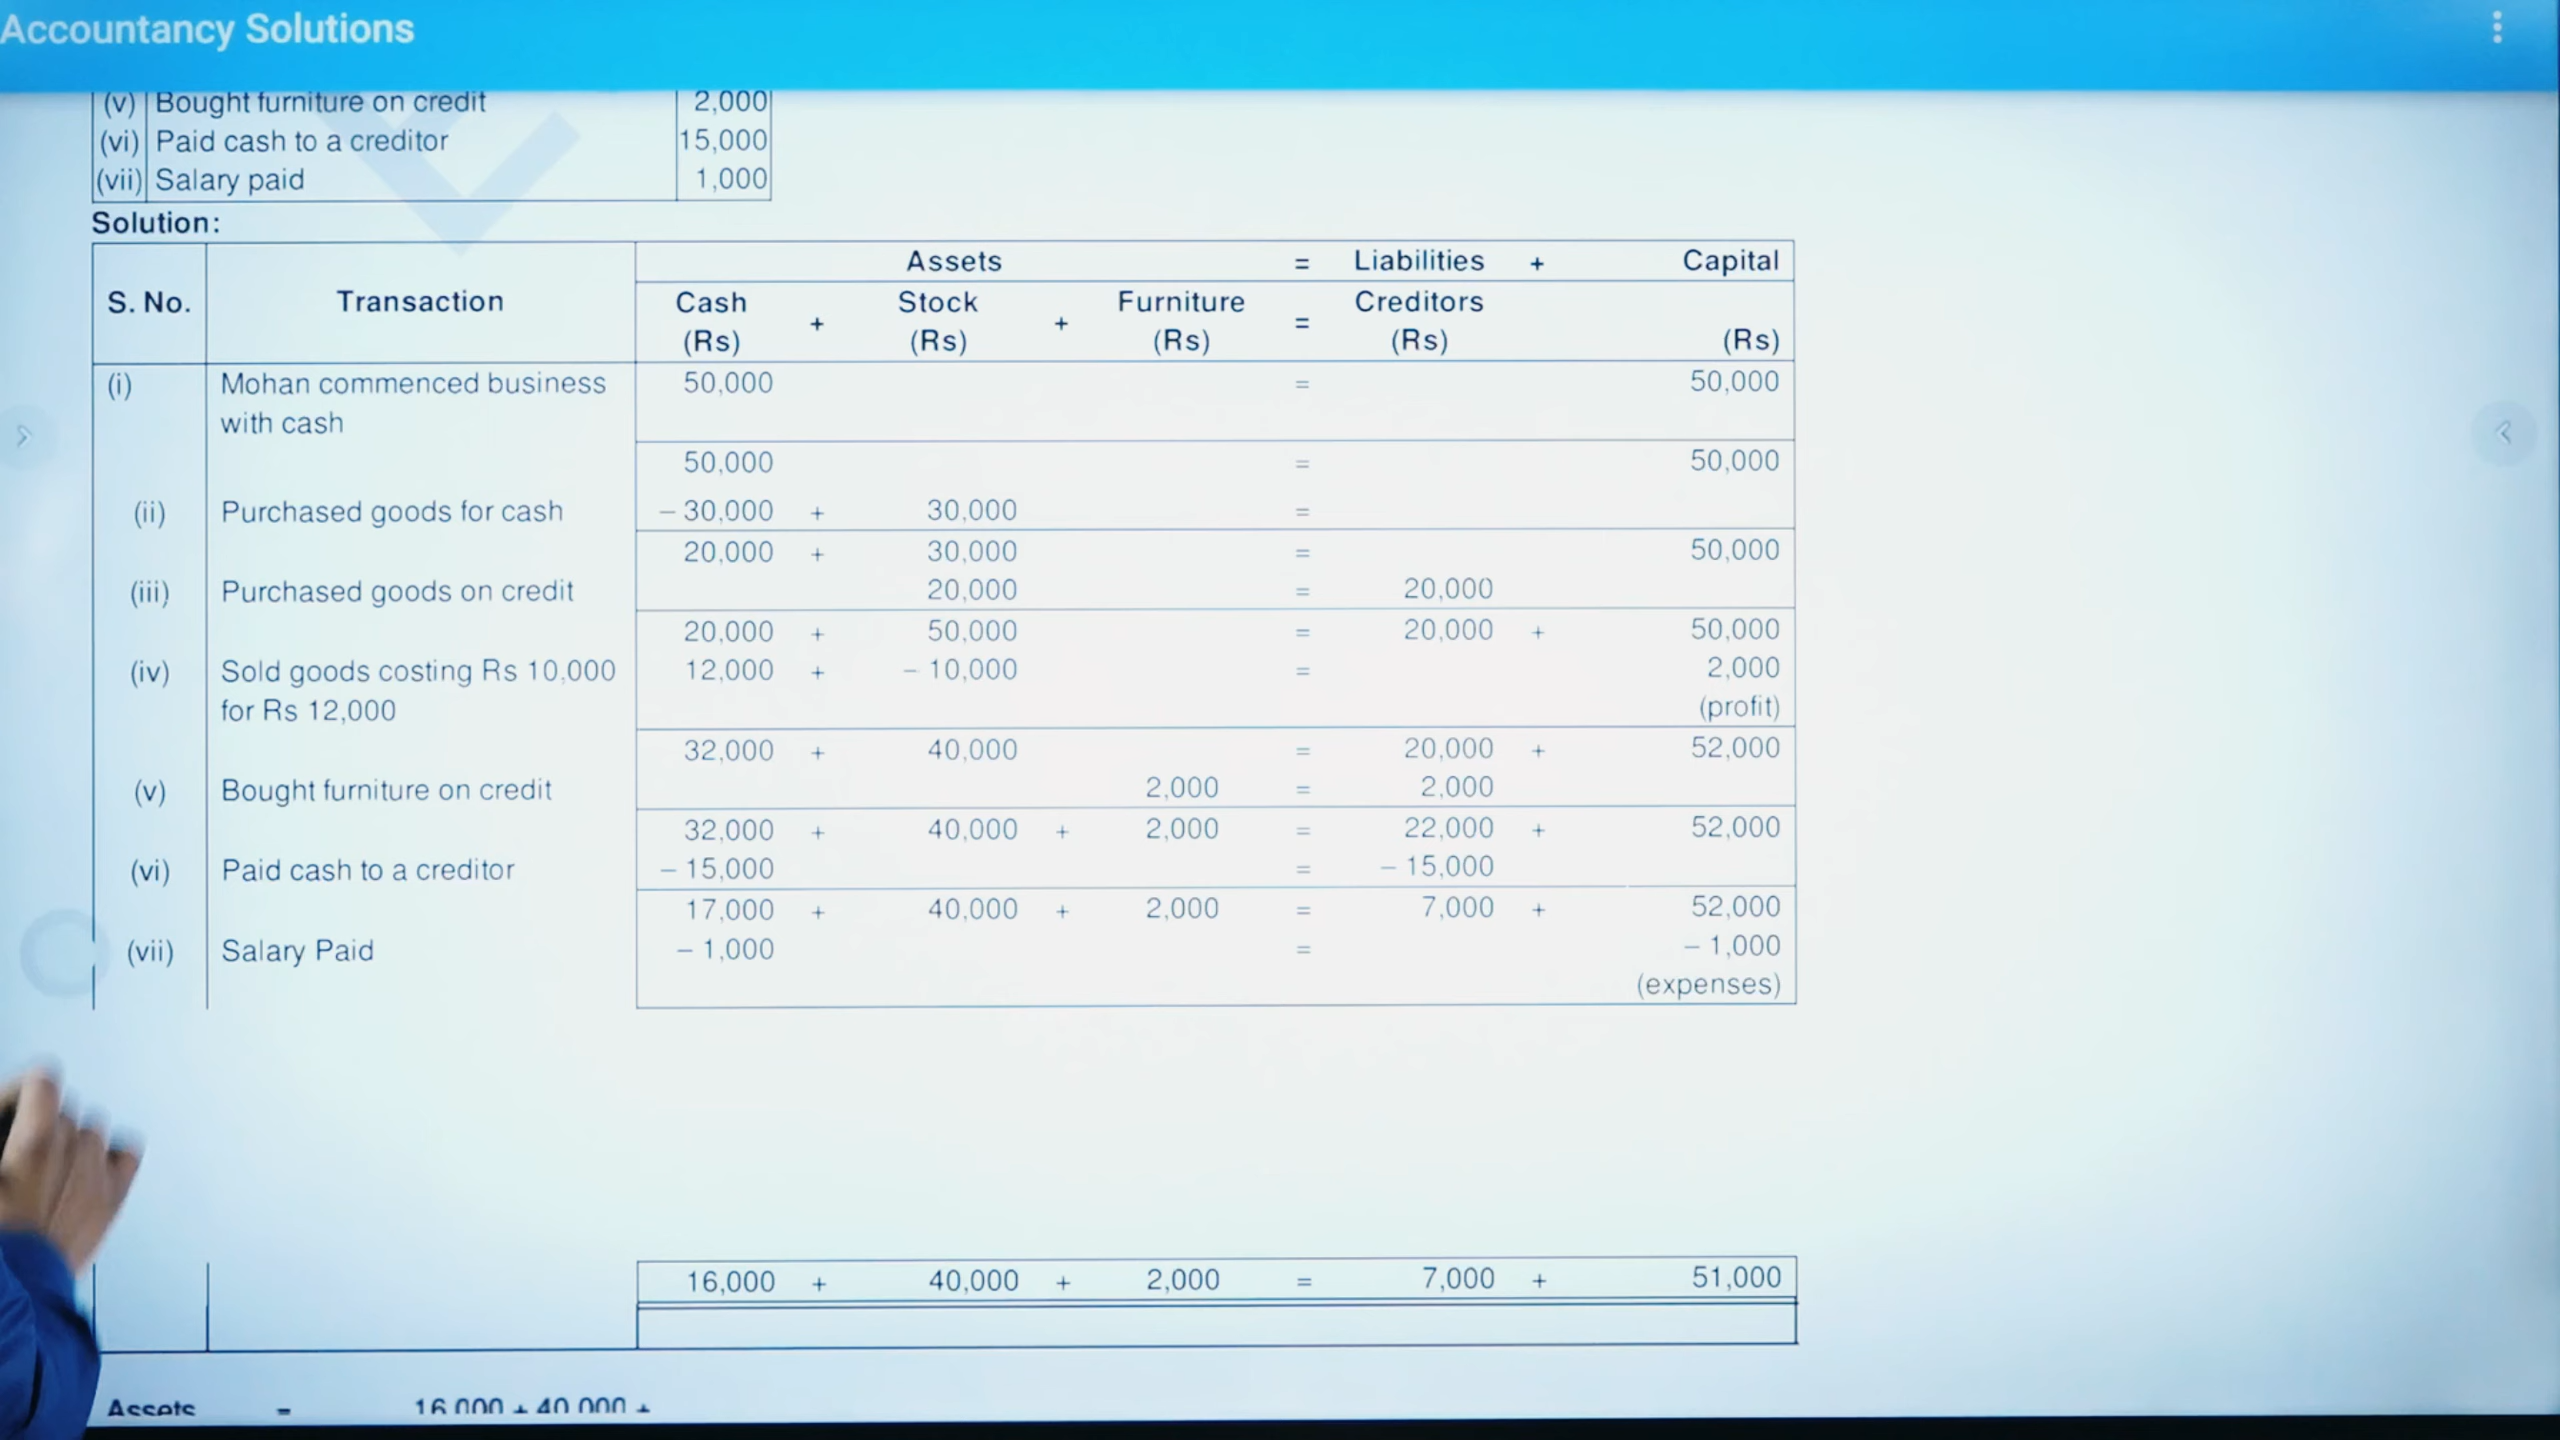 Accountancy Solutions
(v) Bought furniture on credit 2,000
(vi) Paid cash to a creditor 15,000
(vii) Salary paid 1,000
Solution:
Assets = Liabilities + Capital
S. No. Transaction Cash + Stock + Furniture = Creditors
(Rs) (Rs) (Rs) (Rs) (Rs)
(i) Mohan commenced business 50,000 = 50,000
with cash
50,000 = 50,000
(ii) Purchased goods for cash – 30,000 + 30,000 =
20,000 + 30,000 = 50,000
(iii) Purchased goods on credit 20,000 = 20,000
20,000 + 50,000 = 20,000 + 50,000
(iv) Sold goods costing Rs 10,000 12,000 + – 10,000 = 2,000
for Rs 12,000 (profit)
32,000 + 40,000 = 20,000 + 52,000
(v) Bought furniture on credit 2,000 = 2,000
32,000 + 40,000 + 2,000 = 22,000 + 52,000
(vi) Paid cash to a creditor – 15,000 = – 15,000
17,000 + 40,000 + 2,000 = 7,000 + 52,000
(vii) Salary Paid – 1,000 = – 1,000
(expenses)
16,000 + 40,000 + 2,000 = 7,000 + 51,000
Assets = 16,000 + 40,000 +